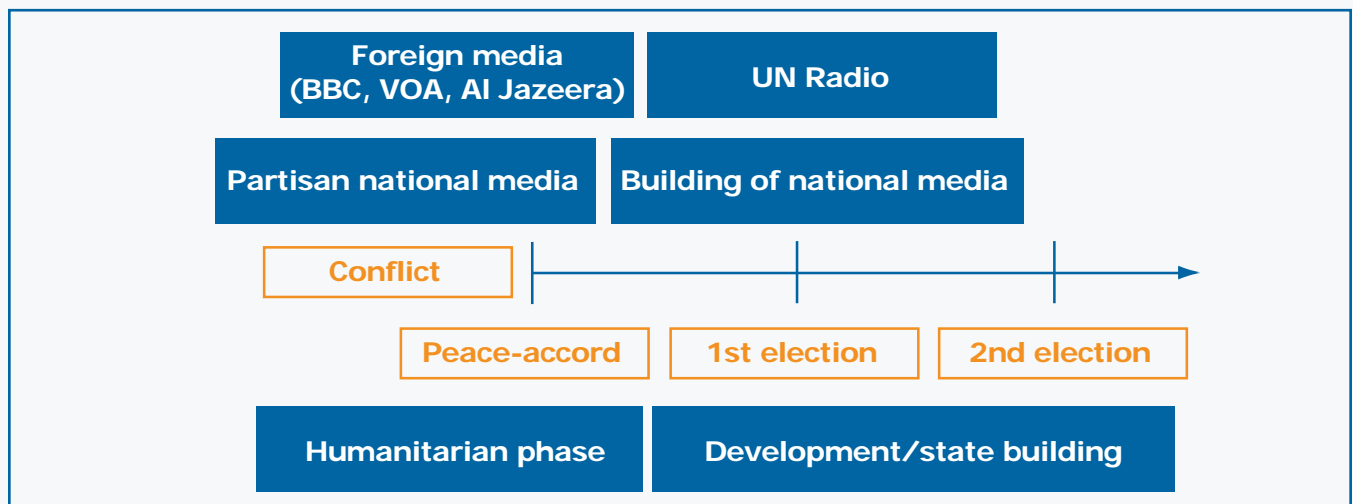 Foreign media
(BBC, VOA, Al Jazeera)
UN Radio
Partisan national media
Building of national media
Conflict
Peace-accord
1st election
2nd election
Humanitarian phase
Development/state building